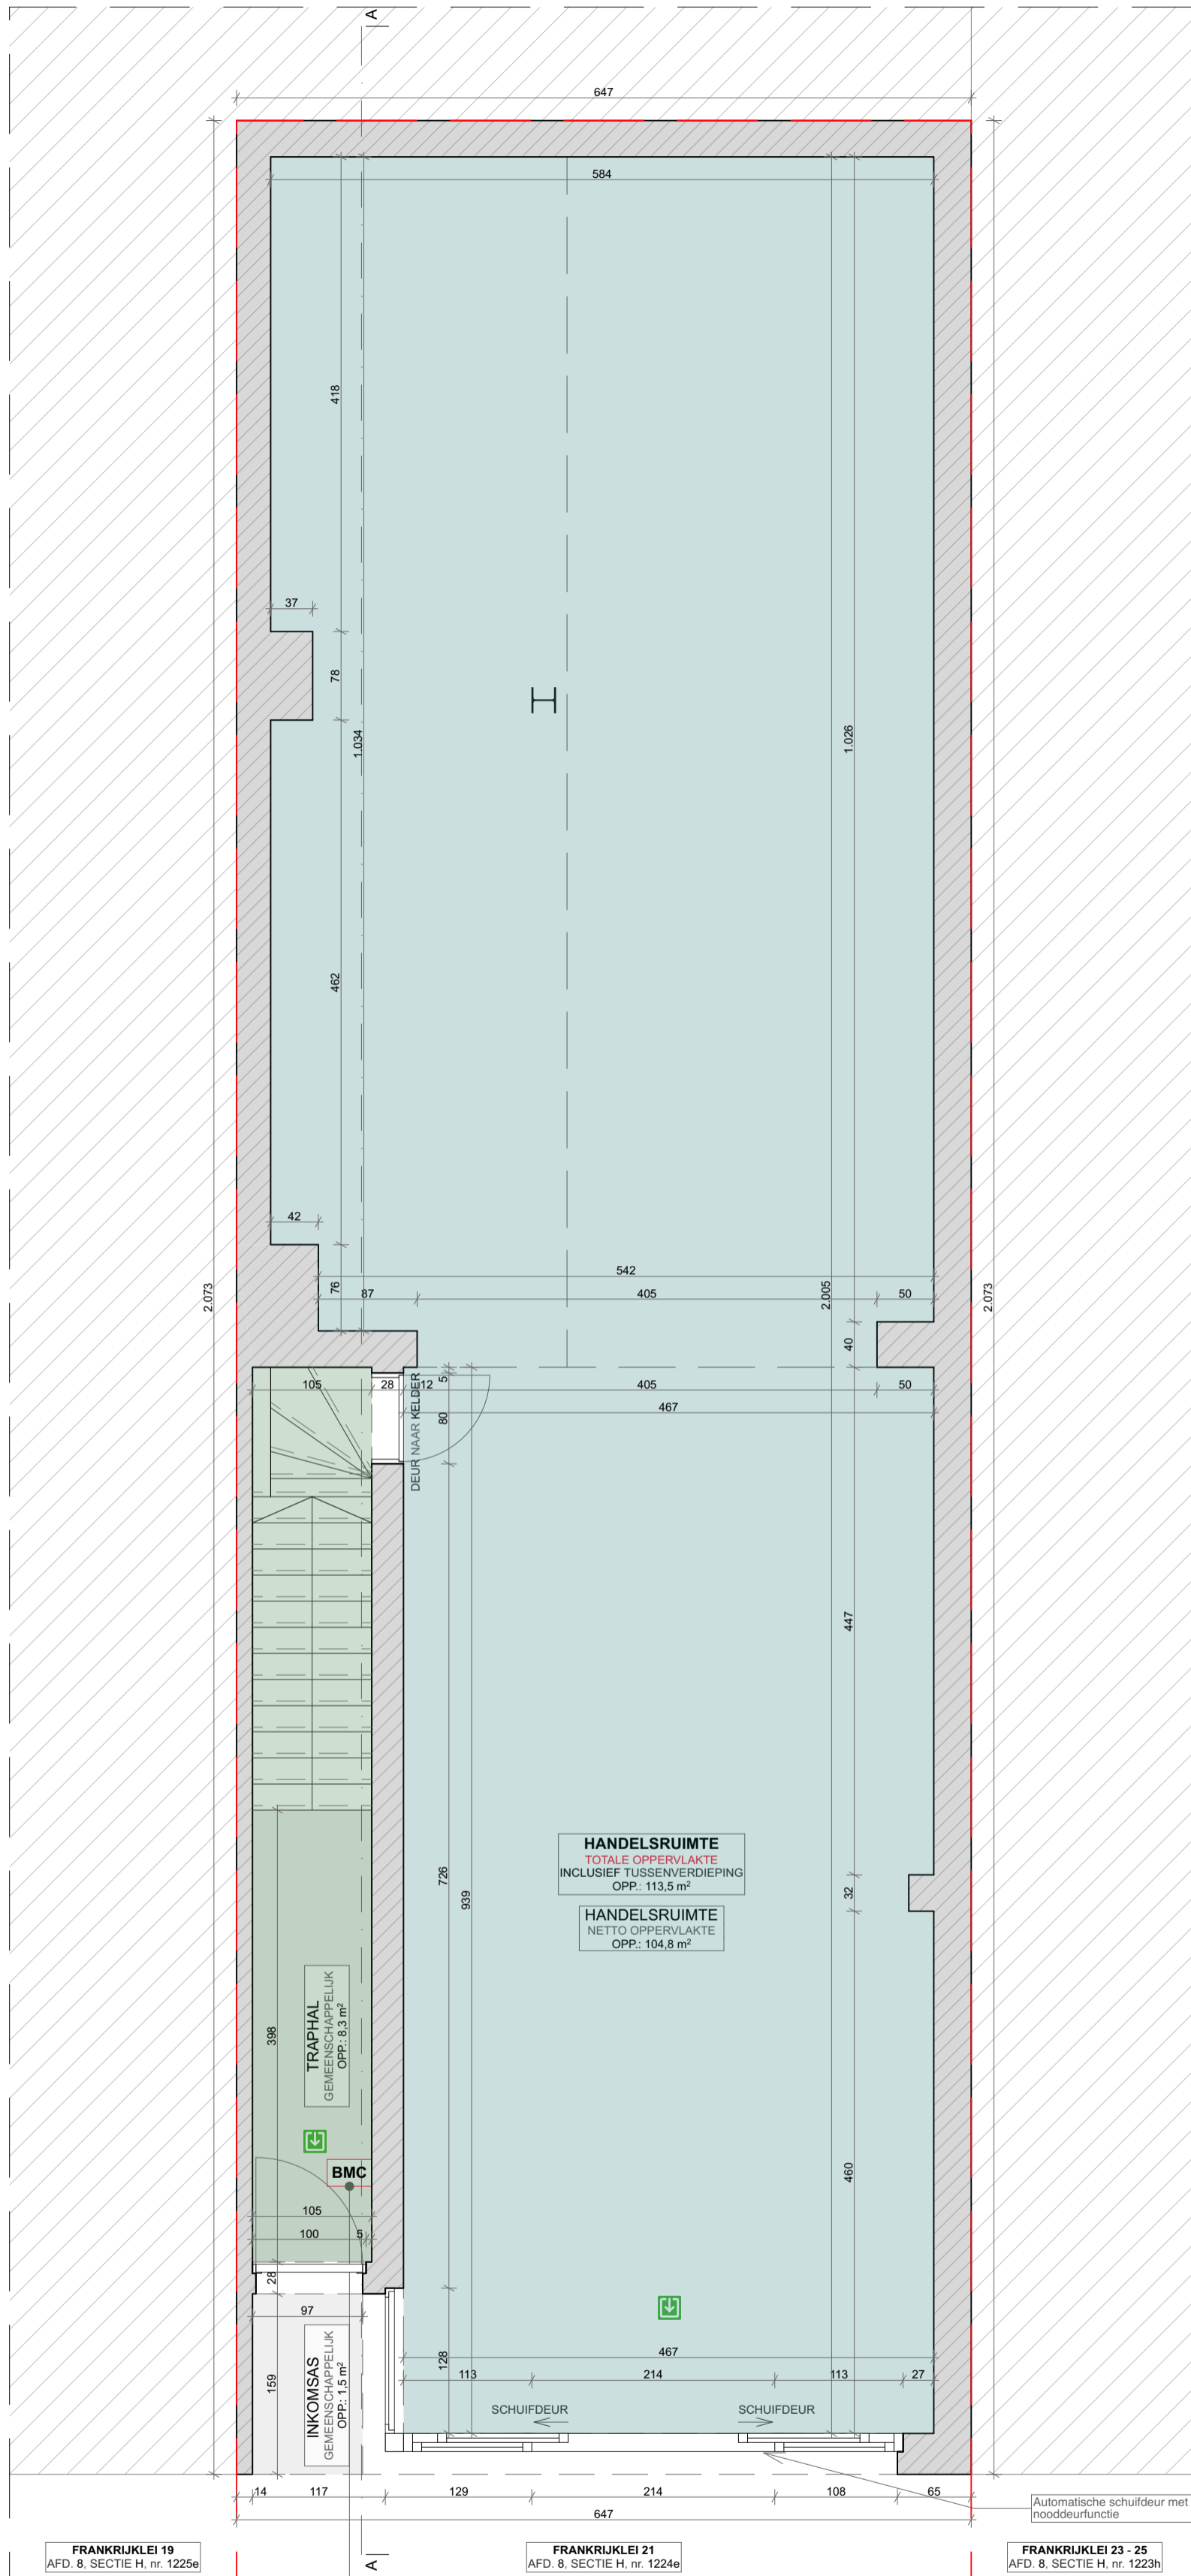 A
647
584
418
37
78
1.034
1.026
462
42
542
76
87
405
2.005
50
2.073
2.073
40
105
28
12
5
405
50
467
80
DEUR NAAR KELDER
447
HANDELSRUIMTE
TOTALE OPPERVLAKTE
INCLUSIEF TUSSENVERDIEPING
OPP.: 113,5 m²
726
939
32
HANDELSRUIMTE
NETTO OPPERVLAKTE
OPP.: 104,8 m²
398
TRAPHAL
GEMEENSCHAPPELIJK
OPP.: 8,3 m²
460
BMC
105
100
5
28
97
159
INKOMSAS
GEMEENSCHAPPELIJK
OPP.: 1,5 m²
128
467
113
214
113
27
SCHUIFDEUR
SCHUIFDEUR
14
117
129
214
108
65
647
Automatische schuifdeur met
nooddeurfunctie
FRANKRIJKLEI 19
AFD. 8, SECTIE H, nr. 1225e
A
FRANKRIJKLEI 21
AFD. 8, SECTIE H, nr. 1224e
FRANKRIJKLEI 23 - 25
AFD. 8, SECTIE H, nr. 1223h